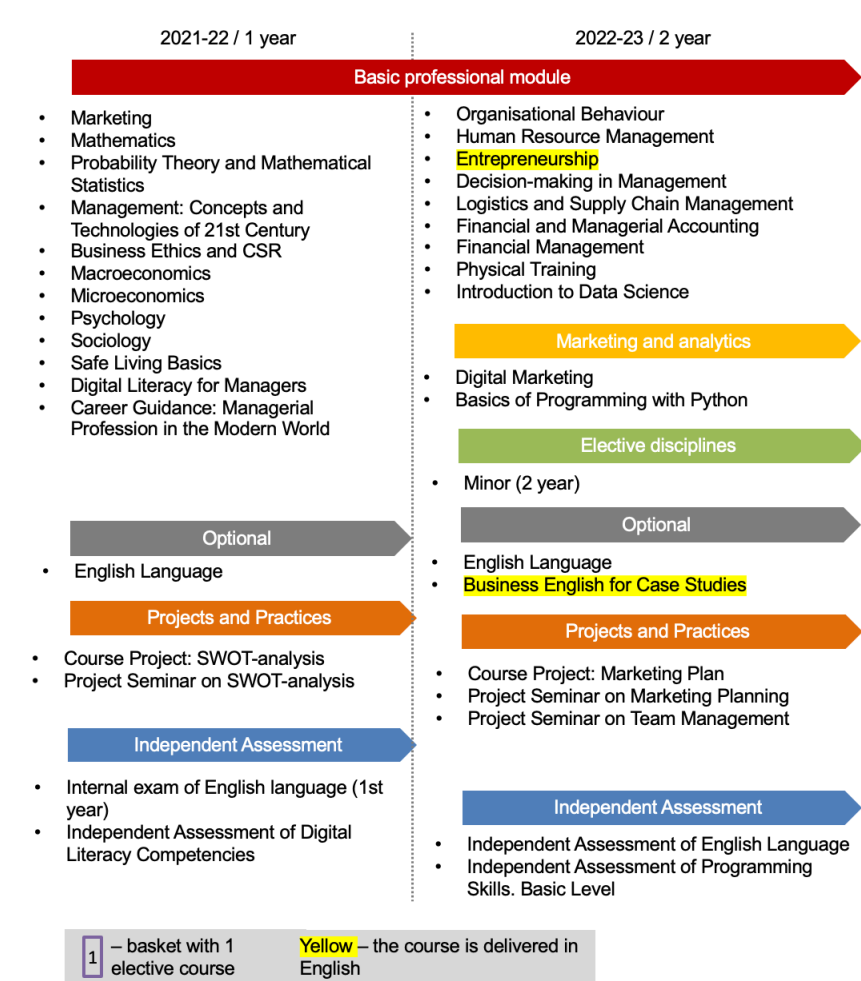 2021-22 / 1 year
2022-23 / 2 year
Basic professional module
• Marketing
• Mathematics
• Probability Theory and Mathematical
Statistics
• Management: Concepts and
Technologies of 21st Century
• Business Ethics and CSR
• Macroeconomics
• Microeconomics
• Psychology
• Sociology
• Safe Living Basics
• Digital Literacy for Managers
• Career Guidance: Managerial
Profession in the Modern World
Optional
• English Language
Projects and Practices
• Course Project: SWOT-analysis
• Project Seminar on SWOT-analysis
Independent Assessment
• Internal exam of English language (1st
year)
• Independent Assessment of Digital
Literacy Competencies
• Organisational Behaviour
• Human Resource Management
• Entrepreneurship
• Decision-making in Management
• Logistics and Supply Chain Management
• Financial and Managerial Accounting
• Financial Management
• Physical Training
• Introduction to Data Science
Marketing and analytics
• Digital Marketing
• Basics of Programming with Python
Elective disciplines
• Minor (2 year)
Optional
• English Language
• Business English for Case Studies
Projects and Practices
• Course Project: Marketing Plan
• Project Seminar on Marketing Planning
• Project Seminar on Team Management
Independent Assessment
• Independent Assessment of English Language
• Independent Assessment of Programming
Skills. Basic Level
1 – basket with 1
elective course
Yellow – the course is delivered in
English